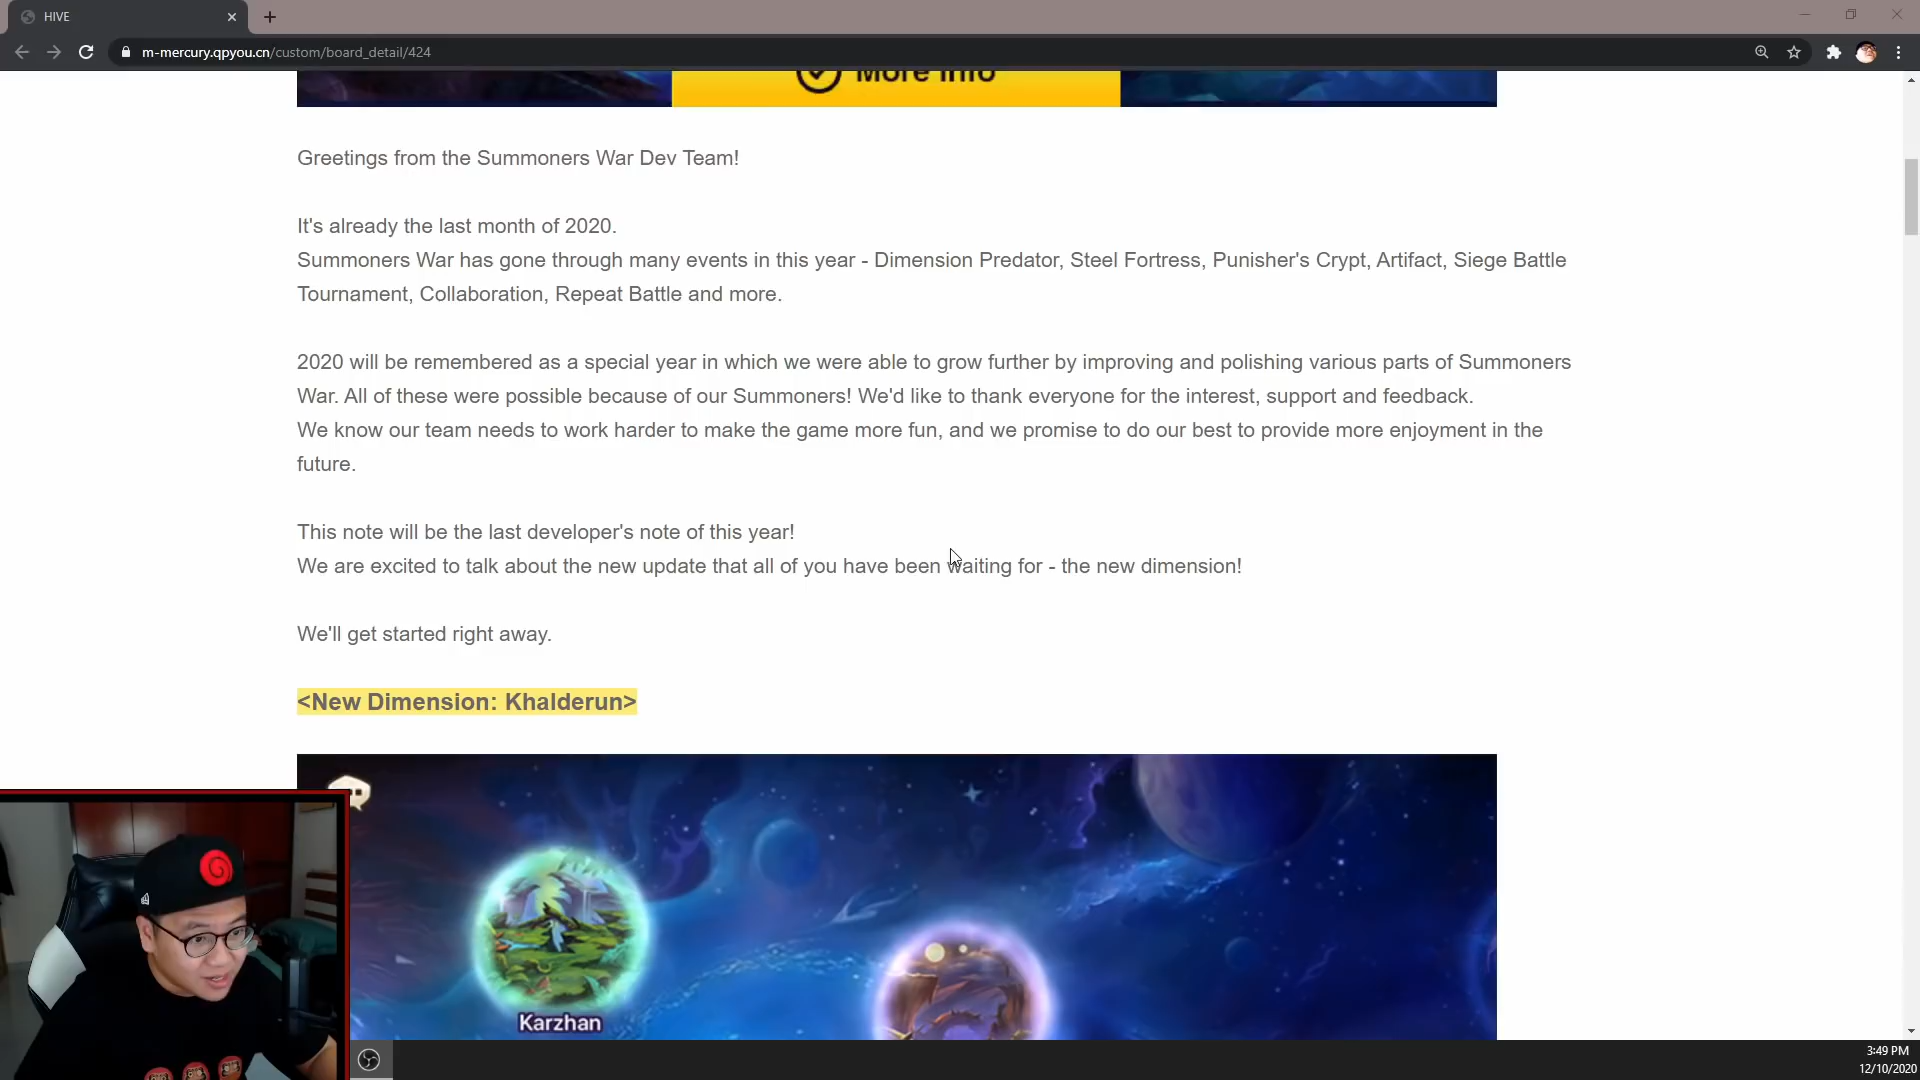 HIVE
m-mercury.qpyou.cn/custom/board_detail/424
More Info
Greetings from the Summoners War Dev Team!
It's already the last month of 2020.
Summoners War has gone through many events in this year - Dimension Predator, Steel Fortress, Punisher's Crypt, Artifact, Siege Battle
Tournament, Collaboration, Repeat Battle and more.
2020 will be remembered as a special year in which we were able to grow further by improving and polishing various parts of Summoners
War. All of these were possible because of our Summoners! We'd like to thank everyone for the interest, support and feedback.
We know our team needs to work harder to make the game more fun, and we promise to do our best to provide more enjoyment in the
future.
This note will be the last developer's note of this year!
We are excited to talk about the new update that all of you have been waiting for - the new dimension!
We'll get started right away.
<New Dimension: Khalderun>
Karzhan
3:49 PM
12/10/2020